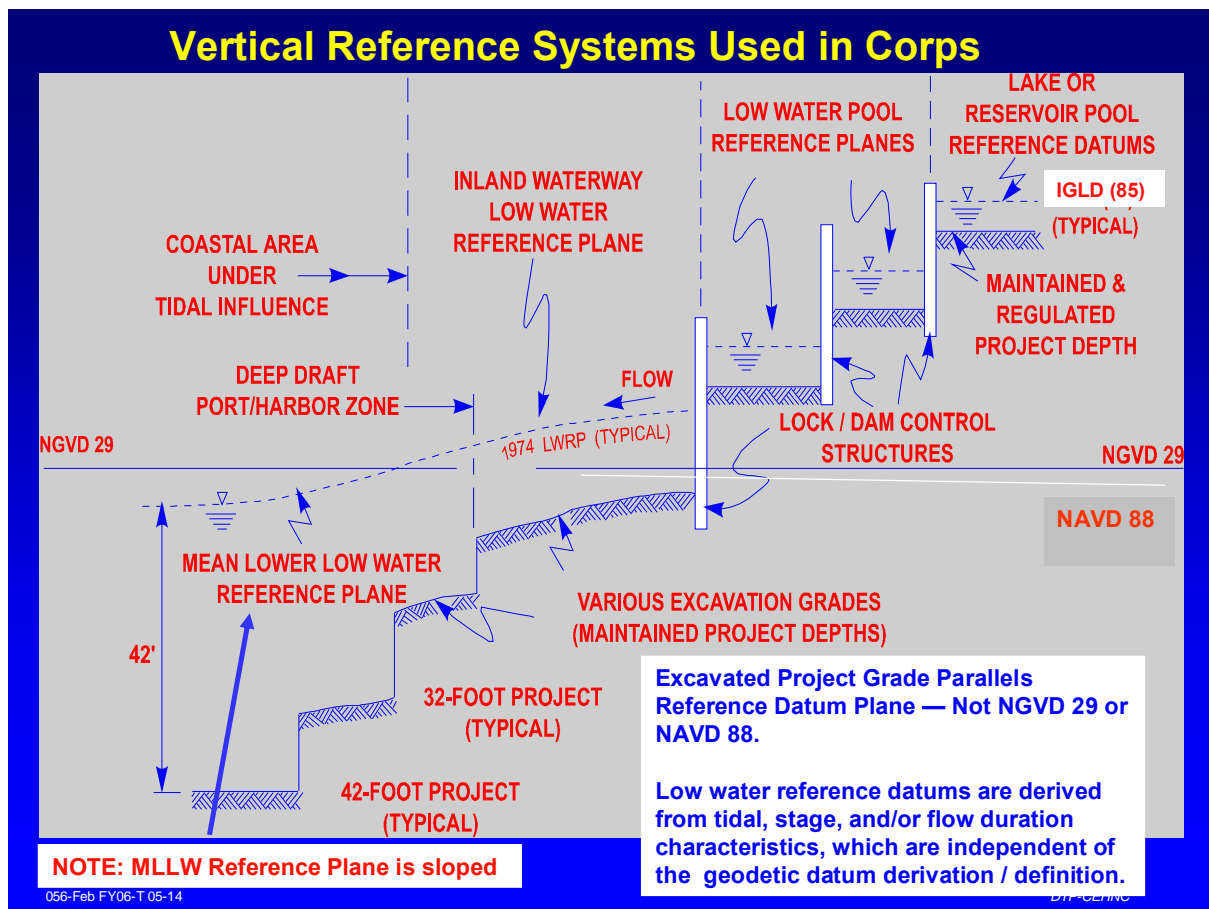 Vertical Reference Systems Used in Corps
LAKE OR
RESERVOIR POOL
REFERENCE DATUMS
LOW WATER POOL
REFERENCE PLANES
INLAND WATERWAY
LOW WATER
REFERENCE PLANE
IGLD (85)
(TYPICAL)
COASTAL AREA
UNDER
TIDAL INFLUENCE
MAINTAINED &
REGULATED
PROJECT DEPTH
DEEP DRAFT
PORT/HARBOR ZONE
FLOW
1974 LWRP (TYPICAL)
LOCK / DAM CONTROL
STRUCTURES
NGVD 29
NGVD 29
NAVD 88
MEAN LOWER LOW WATER
REFERENCE PLANE
VARIOUS EXCAVATION GRADES
(MAINTAINED PROJECT DEPTHS)
42'
32-FOOT PROJECT
(TYPICAL)
42-FOOT PROJECT
(TYPICAL)
Excavated Project Grade Parallels
Reference Datum Plane — Not NGVD 29 or
NAVD 88.
Low water reference datums are derived
from tidal, stage, and/or flow duration
characteristics, which are independent of
the geodetic datum derivation / definition.
NOTE: MLLW Reference Plane is sloped
056-Feb FY06-T 05-14